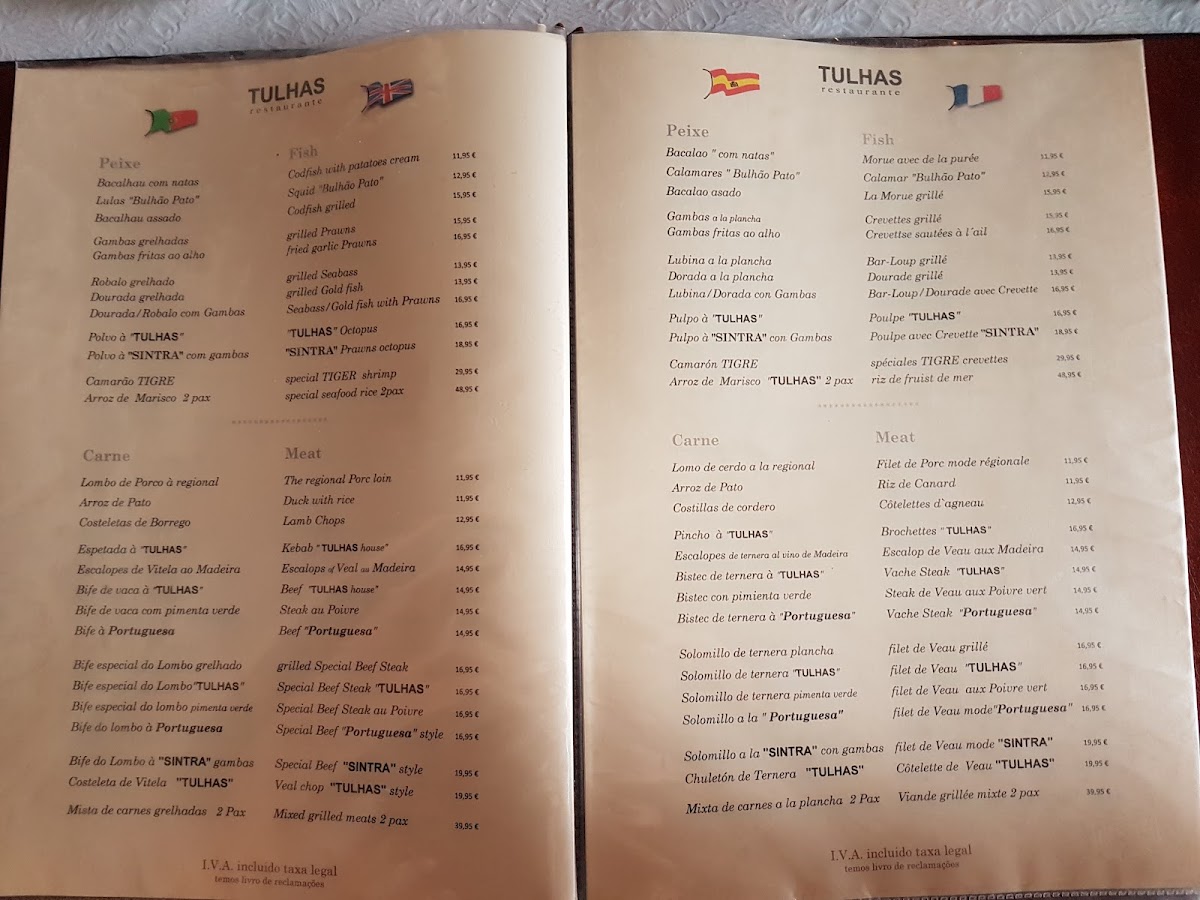 TULHAS
restaurante
Peixe Fish
Bacalhau com natas Codfish with patatoes cream 11,95 €
Lulas "Bulhão Pato" Squid "Bulhão Pato" 12,95 €
Bacalhau assado Codfish grilled 15,95 €
Gambas grelhadas grilled Prawns 15,95 €
Gambas fritas ao alho fried garlic Prawns 16,95 €
Robalo grelhado grilled Seabass 13,95 €
Dourada grelhada grilled Gold fish 13,95 €
Dourada/Robalo com Gambas Seabass/Gold fish with Prawns 16,95 €
Polvo à "TULHAS" "TULHAS" Octopus 16,95 €
Polvo à "SINTRA" com gambas "SINTRA" Prawns octopus 18,95 €
Camarão TIGRE special TIGER shrimp 29,95 €
Arroz de Marisco 2 pax special seafood rice 2pax 48,95 €
Carne Meat
Lombo de Porco à regional The regional Porc loin 11,95 €
Arroz de Pato Duck with rice 11,95 €
Costeletas de Borrego Lamb Chops 12,95 €
Espetada à "TULHAS" Kebab "TULHAS house" 16,95 €
Escalopes de Vitela ao Madeira Escalops of Veal au Madeira 14,95 €
Bife de vaca à "TULHAS" Beef "TULHAS house" 14,95 €
Bife de vaca com pimenta verde Steak au Poivre 14,95 €
Bife à Portuguesa Beef "Portuguesa" 14,95 €
Bife especial do Lombo grelhado grilled Special Beef Steak 16,95 €
Bife especial do Lombo"TULHAS" Special Beef Steak "TULHAS" 16,95 €
Bife especial do lombo pimenta verde Special Beef Steak au Poivre 16,95 €
Bife do lombo à Portuguesa Special Beef "Portuguesa" style 16,95 €
Bife do Lombo à "SINTRA" gambas Special Beef "SINTRA" style 19,95 €
Costeleta de Vitela "TULHAS" Veal chop "TULHAS" style 19,95 €
Mista de carnes grelhadas 2 Pax Mixed grilled meats 2 pax 39,95 €
I.V.A. incluido taxa legal
temos livro de reclamações
TULHAS
restaurante
Peixe Fish
Bacalao " com natas" Morue avec de la purée 11,95 €
Calamares " Bulhão Pato" Calamar "Bulhão Pato" 12,95 €
Bacalao asado La Morue grillé 15,95 €
Gambas a la plancha Crevettes grillé 15,95 €
Gambas fritas ao alho Crevettse sautées à l'ail 16,95 €
Lubina a la plancha Bar-Loup grillé 13,95 €
Dorada a la plancha Dourade grillé 13,95 €
Lubina/Dorada con Gambas Bar-Loup/Dourade avec Crevette 16,95 €
Pulpo à "TULHAS" Poulpe "TULHAS" 16,95 €
Pulpo à "SINTRA" con Gambas Poulpe avec Crevette "SINTRA" 18,95 €
Camarón TIGRE spéciales TIGRE crevettes 29,95 €
Arroz de Marisco "TULHAS" 2 pax riz de fruist de mer 48,95 €
Carne Meat
Lomo de cerdo a la regional Filet de Porc mode régionale 11,95 €
Arroz de Pato Riz de Canard 11,95 €
Costillas de cordero Côtelettes d`agneau 12,95 €
Pincho à "TULHAS" Brochettes "TULHAS" 16,95 €
Escalopes de ternera al vino de Madeira Escalop de Veau aux Madeira 14,95 €
Bistec de ternera à "TULHAS" Vache Steak "TULHAS" 14,95 €
Bistec con pimienta verde Steak de Veau aux Poivre vert 14,95 €
Bistec de ternera à "Portuguesa" Vache Steak "Portuguesa" 14,95 €
Solomillo de ternera plancha filet de Veau grillé 16,95 €
Solomillo de ternera "TULHAS" filet de Veau "TULHAS" 16,95 €
Solomillo de ternera pimenta verde filet de Veau aux Poivre vert 16,95 €
Solomillo a la " Portuguesa" filet de Veau mode"Portuguesa" 16,95 €
Solomillo a la "SINTRA" con gambas filet de Veau mode "SINTRA" 19,95 €
Chuletón de Ternera "TULHAS" Côtelette de Veau "TULHAS" 19,95 €
Mixta de carnes a la plancha 2 Pax Viande grillée mixte 2 pax 39,95 €
I.V.A. incluido taxa legal
temos livro de reclamações